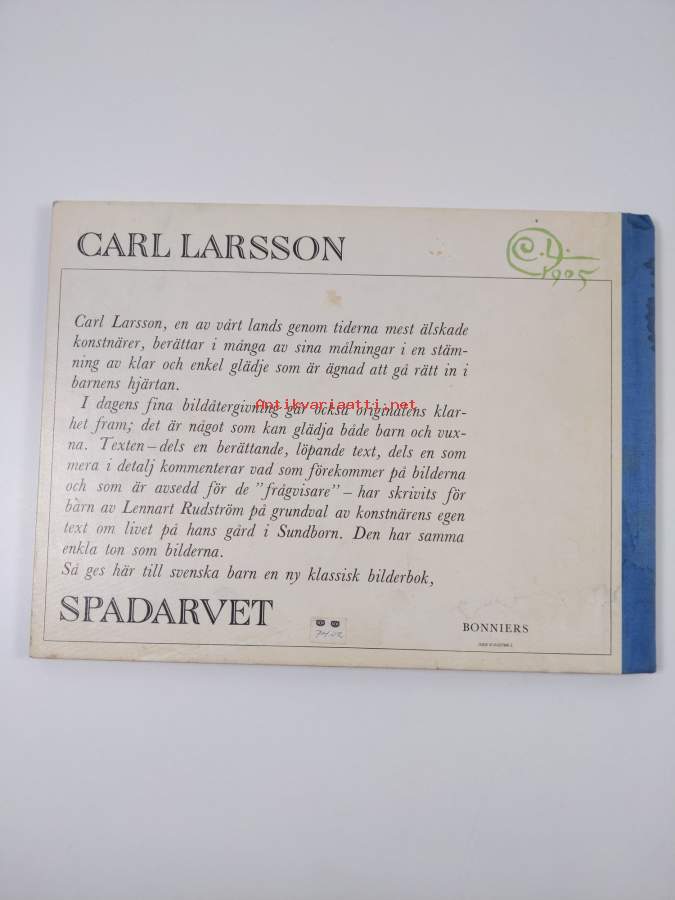 CARL LARSSON
C.L.
1905
Carl Larsson, en av vårt lands genom tiderna mest älskade
konstnärer, berättar i många av sina målningar i en stäm-
ning av klar och enkel glädje som är ägnad att gå rätt in i
barnens hjärtan.
I dagens fina bildåtergivning går också originalens klar-
Antikvariaatti.net
het fram; det är något som kan glädja både barn och vux-
na. Texten – dels en berättande, löpande text, dels en som
mera i detalj kommenterar vad som förekommer på bilderna
och som är avsedd för de "frågvisare" – har skrivits för
barn av Lennart Rudström på grundval av konstnärens egen
text om livet på hans gård i Sundborn. Den har samma
enkla ton som bilderna.
Så ges här till svenska barn en ny klassisk bilderbok,
SPADARVET
BONNIERS